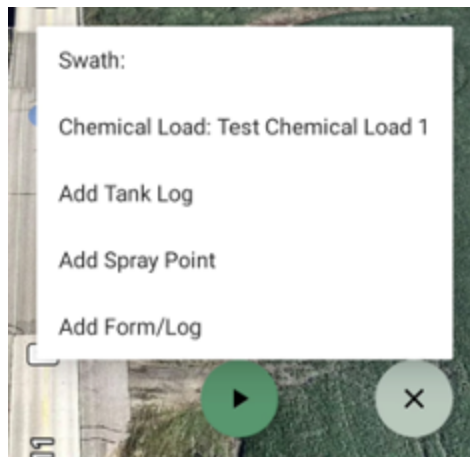 Swath:
Chemical Load: Test Chemical Load 1
Add Tank Log
Add Spray Point
Add Form/Log